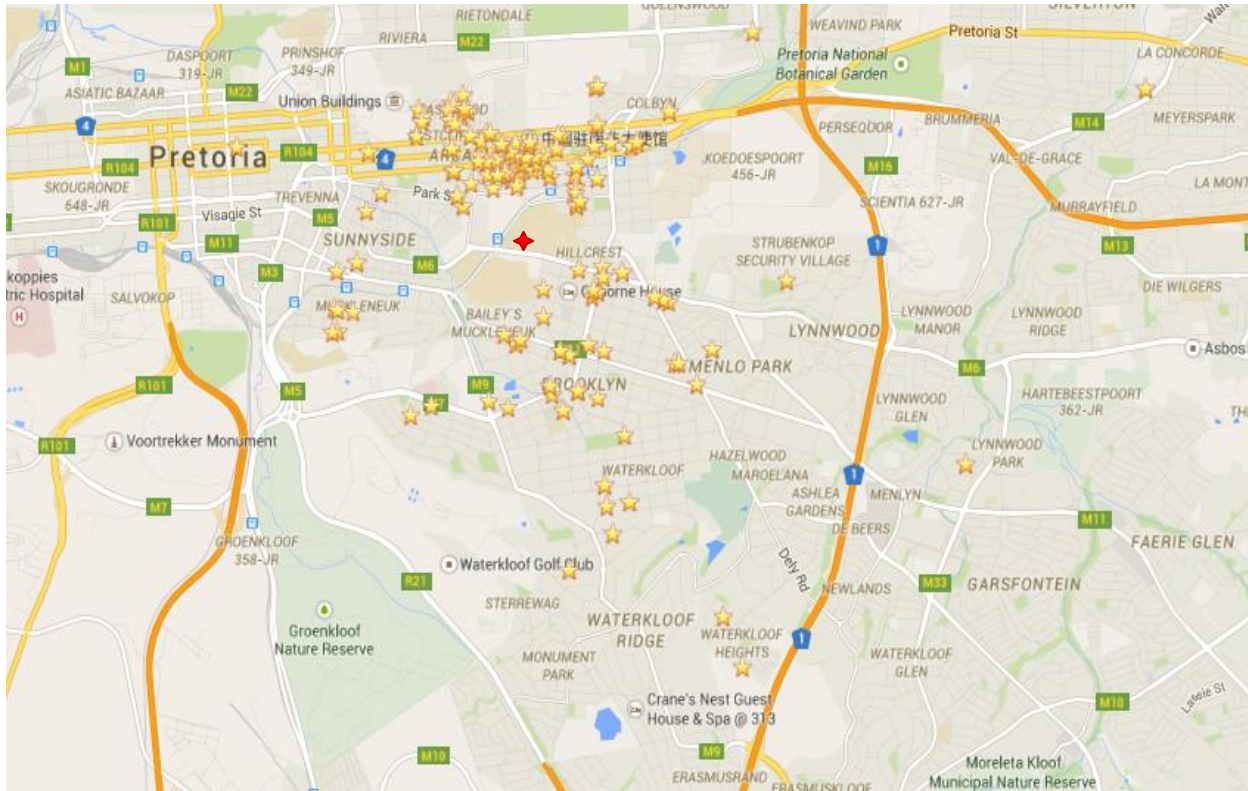 RIETONDALE
QUEENSWOOD
SILVERTON
WEAVIND PARK
Pretoria St
RIVIERA
M22
DASPOORT
319-JR
PRINSHOF
349-JR
Pretoria National
Botanical Garden
LA CONCORDE
M1
ASIATIC BAZAAR
M22
Union Buildings
COLBYN
4
PERSEQUOR
BRUMMERIA
M14
MEYERSPARK
Pretoria
R104
R104
4
KOEDOESPOORT
456-JR
M16
VAL-DE-GRACE
LA MONT
SKOUGRONDE
648-JR
TREVENNA
Park S
SCIENTIA 627-JR
MURRAYFIELD
R101
Visagie St
M5
M11
SUNNYSIDE
M6
HILLCREST
STRUBENKOP
SECURITY VILLAGE
1
M13
koppies
tric Hospital
H
SALVOKOP
M3
MUCKLENEUK
House
DIE WILGERS
BAILEY'S
MUCKLENEUK
LYNNWOOD
LYNNWOOD
MANOR
LYNNWOOD
RIDGE
Asbos
MENLO PARK
M6
R101
M5
M9
BROOKLYN
HARTEBEESTPOORT
362-JR
LYNNWOOD
GLEN
M7
TH
R101
Voortrekker Monument
LYNNWOOD
PARK
HAZELWOOD
MAROELANA
WATERKLOOF
1
ASHLEA
GARDENS
MENLYN
M7
DE BEERS
M11
GROENKLOOF
358-JR
FAERIE GLEN
Waterkloof Golf Club
R21
Dely Rd
NEWLANDS
M33
GARSFONTEIN
STERREWAG
Groenkloof
Nature Reserve
WATERKLOOF
RIDGE
WATERKLOOF
HEIGHTS
1
MONUMENT
PARK
WATERKLOOF
GLEN
Crane's Nest Guest
House & Spa @ 313
M10
M10
M9
Moreleta Kloof
Municipal Nature Reserve
ERASMUSRAND
ERASMUSKLOOF